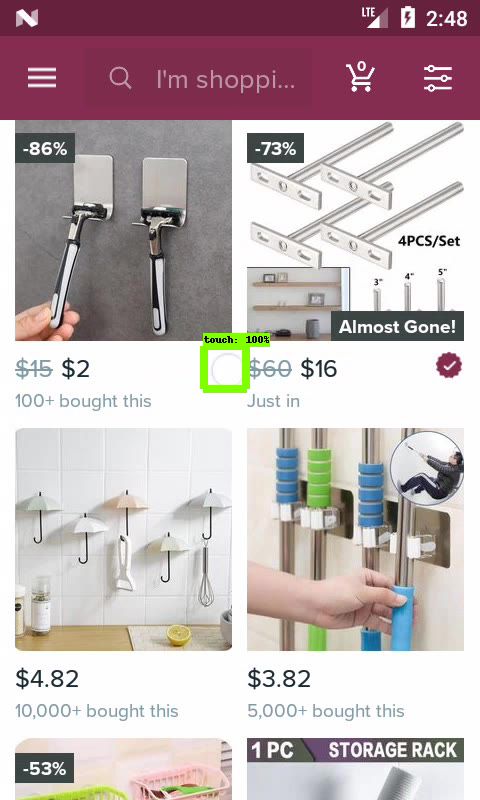 LTE
2:48
0
I'm shoppi...
-86%
-73%
4PCS/Set
3" 4" 5"
Almost Gone!
touch: 100%
$15 $2
$60 $16
100+ bought this
Just in
$4.82
$3.82
10,000+ bought this
5,000+ bought this
-53%
1 PC STORAGE RACK